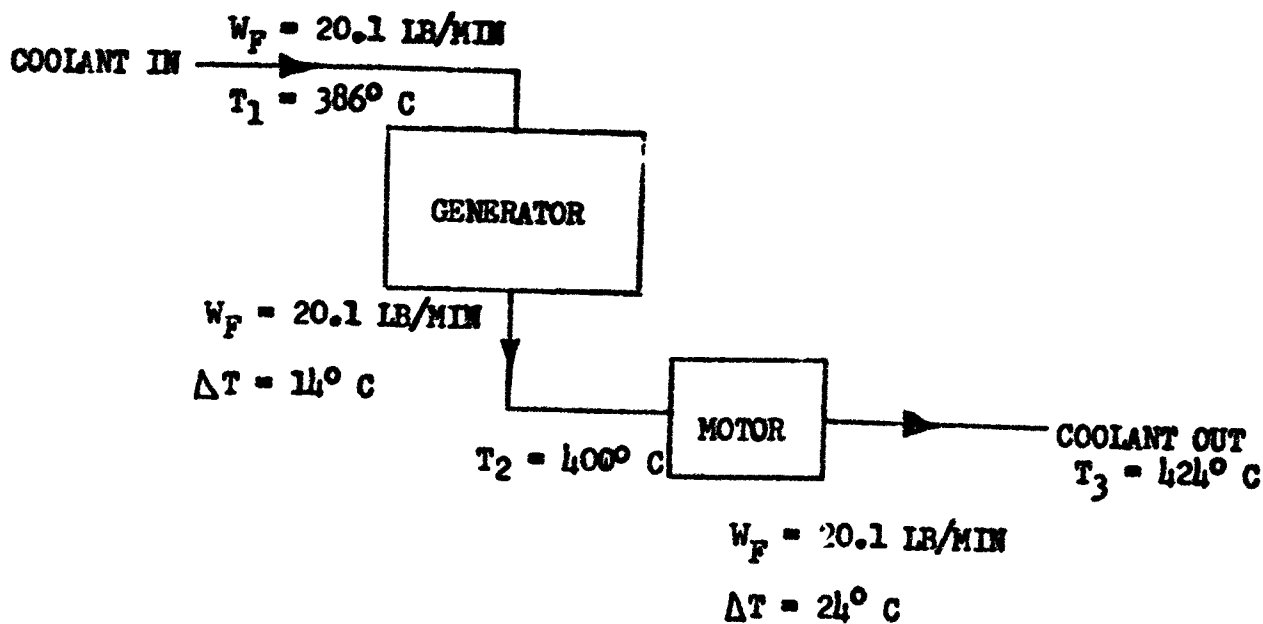 W_F = 20.1 LB/MIN
COOLANT IN
T_1 = 386° C
GENERATOR
W_F = 20.1 LB/MIN
ΔT = 14° C
MOTOR
T_2 = 400° C
COOLANT OUT
T_3 = 424° C
W_F = 20.1 LB/MIN
ΔT = 24° C